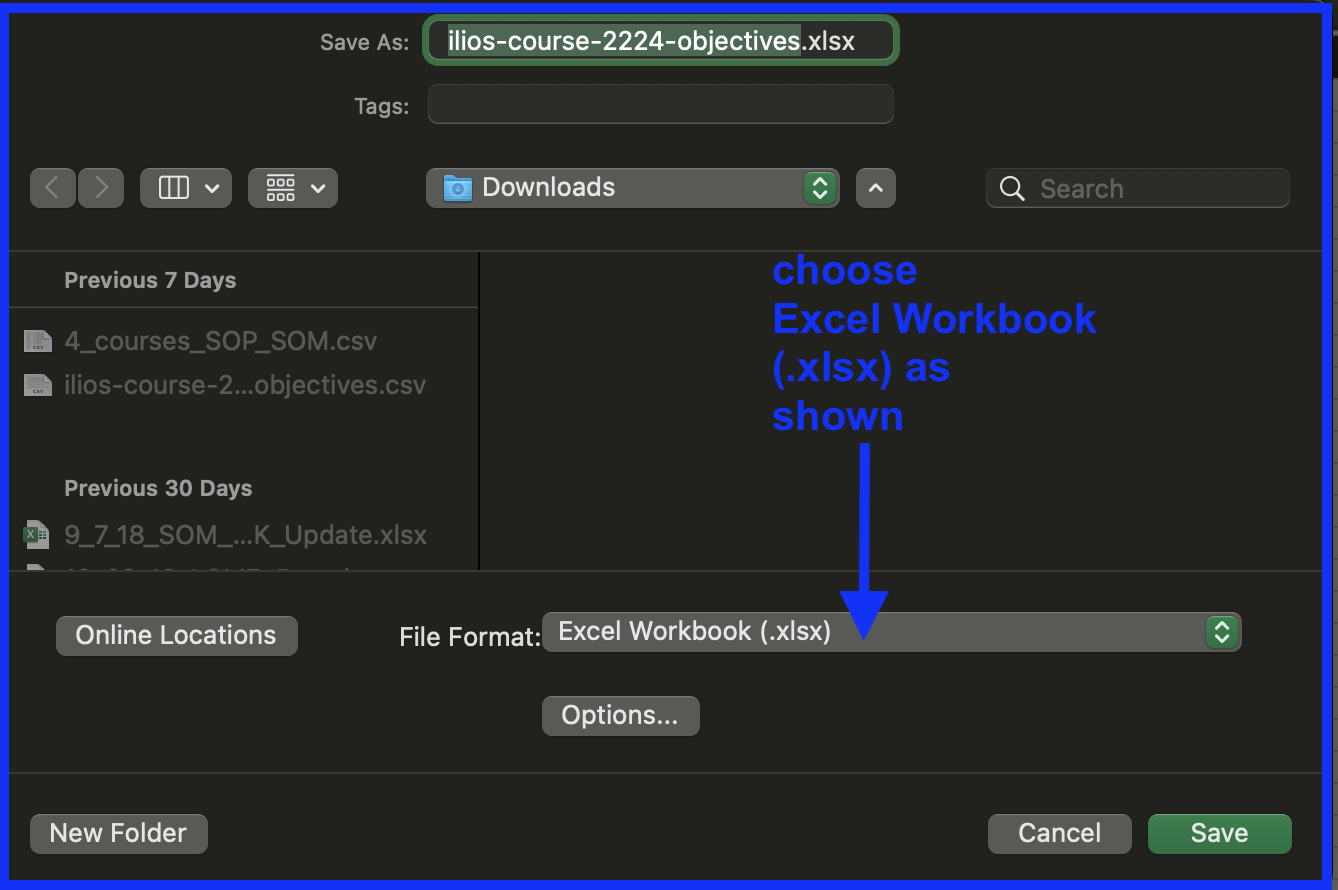 Save As: ilios-course-2224-objectives.xlsx
Tags:
Downloads
Search
Previous 7 Days
4_courses_SOP_SOM.csv
ilios-course-2...objectives.csv
Previous 30 Days
9_7_18_SOM_...K_Update.xlsx
choose
Excel Workbook
(.xlsx) as
shown
Online Locations
File Format: Excel Workbook (.xlsx)
Options...
New Folder
Cancel
Save